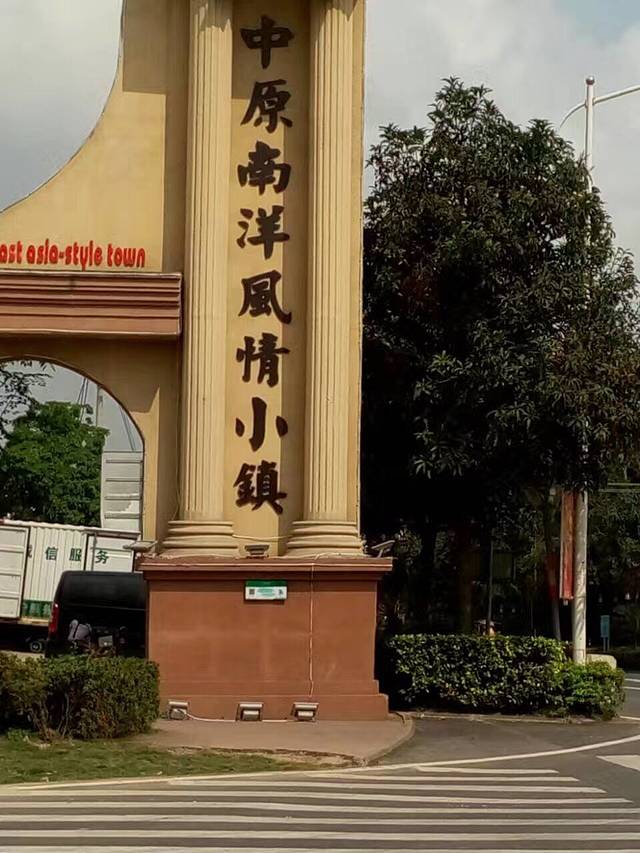 中原南洋風情小鎮
ast asia-style town
信服务